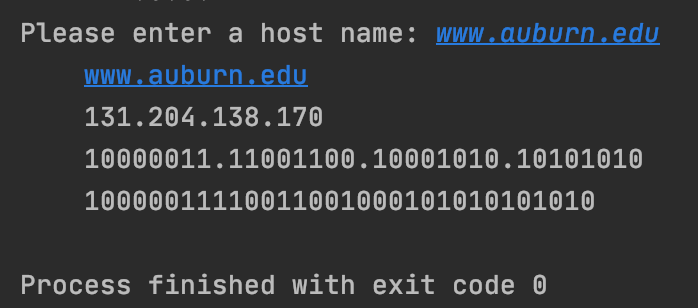 Please enter a host name: www.auburn.edu
www.auburn.edu
131.204.138.170
10000011.11001100.10001010.10101010
10000011110011001000101010101010
Process finished with exit code 0